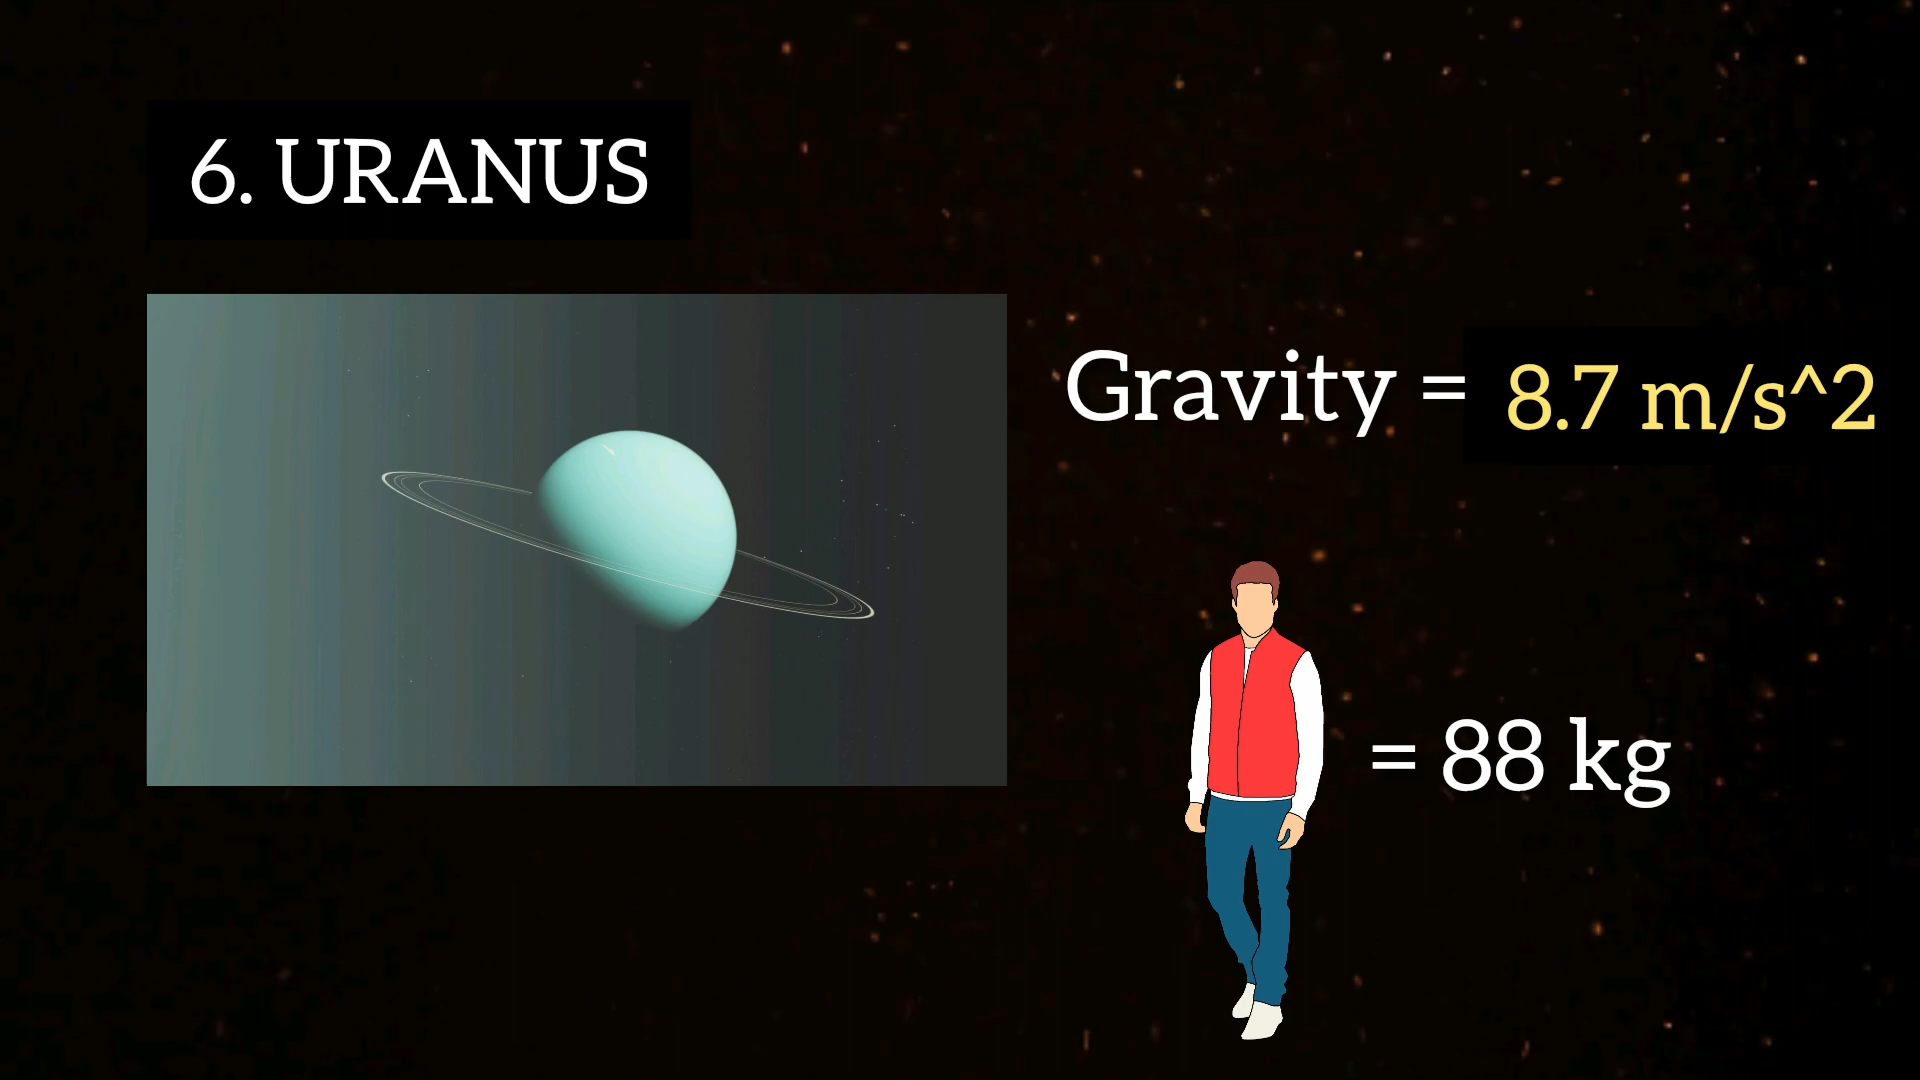 6. URANUS
Gravity = 8.7 m/s^2
= 88 kg